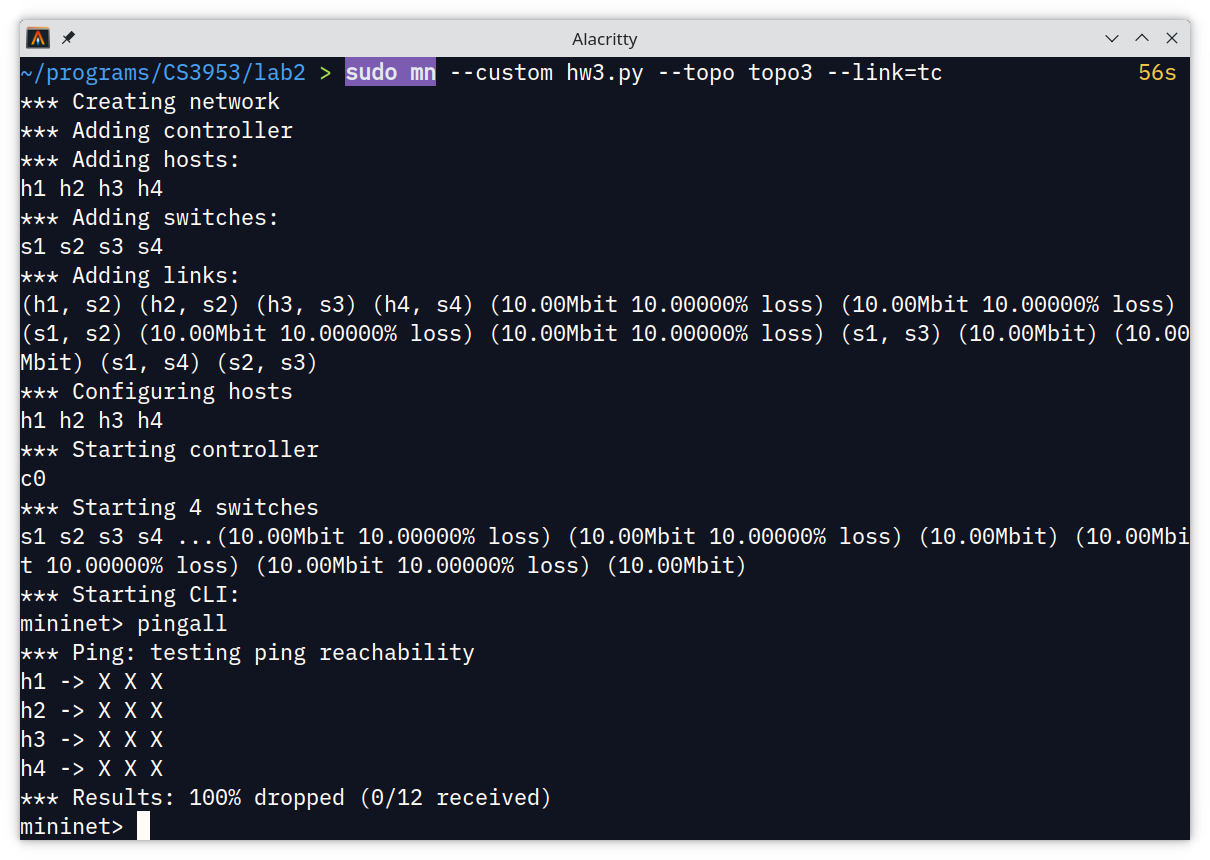 Alacritty
~/programs/CS3953/lab2 > sudo mn --custom hw3.py --topo topo3 --link=tc 56s
*** Creating network
*** Adding controller
*** Adding hosts:
h1 h2 h3 h4
*** Adding switches:
s1 s2 s3 s4
*** Adding links:
(h1, s2) (h2, s2) (h3, s3) (h4, s4) (10.00Mbit 10.00000% loss) (10.00Mbit 10.00000% loss)
(s1, s2) (10.00Mbit 10.00000% loss) (10.00Mbit 10.00000% loss) (s1, s3) (10.00Mbit) (10.00
Mbit) (s1, s4) (s2, s3)
*** Configuring hosts
h1 h2 h3 h4
*** Starting controller
c0
*** Starting 4 switches
s1 s2 s3 s4 ...(10.00Mbit 10.00000% loss) (10.00Mbit 10.00000% loss) (10.00Mbit) (10.00Mbi
t 10.00000% loss) (10.00Mbit 10.00000% loss) (10.00Mbit)
*** Starting CLI:
mininet> pingall
*** Ping: testing ping reachability
h1 -> X X X
h2 -> X X X
h3 -> X X X
h4 -> X X X
*** Results: 100% dropped (0/12 received)
mininet>